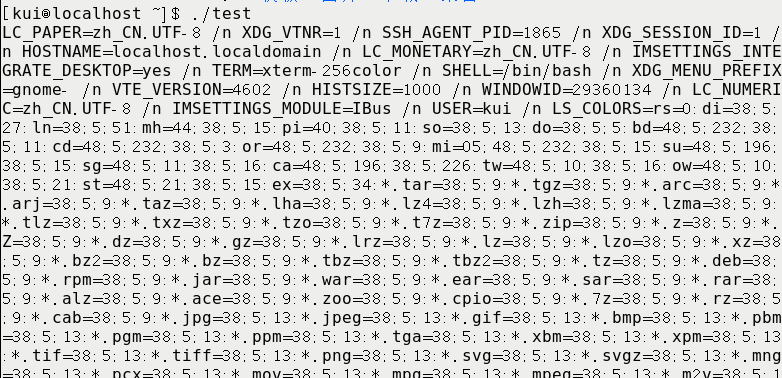 [kui@localhost ~]$ ./test
LC_PAPER=zh_CN.UTF-8 /n XDG_VTNR=1 /n SSH_AGENT_PID=1865 /n XDG_SESSION_ID=1 /
n HOSTNAME=localhost.localdomain /n LC_MONETARY=zh_CN.UTF-8 /n IMSETTINGS_INTE
GRATE_DESKTOP=yes /n TERM=xterm-256color /n SHELL=/bin/bash /n XDG_MENU_PREFIX
=gnome- /n VTE_VERSION=4602 /n HISTSIZE=1000 /n WINDOWID=29360134 /n LC_NUMERI
C=zh_CN.UTF-8 /n IMSETTINGS_MODULE=IBus /n USER=kui /n LS_COLORS=rs=0:di=38;5;
27:ln=38;5;51:mh=44;38;5;15:pi=40;38;5;11:so=38;5;13:do=38;5;5:bd=48;5;232;38;
5;11:cd=48;5;232;38;5;3:or=48;5;232;38;5;9:mi=05;48;5;232;38;5;15:su=48;5;196;
38;5;15:sg=48;5;11;38;5;16:ca=48;5;196;38;5;226:tw=48;5;10;38;5;16:ow=48;5;10;
38;5;21:st=48;5;21;38;5;15:ex=38;5;34:*.tar=38;5;9:*.tgz=38;5;9:*.arc=38;5;9:*
.arj=38;5;9:*.taz=38;5;9:*.lha=38;5;9:*.lz4=38;5;9:*.lzh=38;5;9:*.lzma=38;5;9:
*.tlz=38;5;9:*.txz=38;5;9:*.tzo=38;5;9:*.t7z=38;5;9:*.zip=38;5;9:*.z=38;5;9:*.
Z=38;5;9:*.dz=38;5;9:*.gz=38;5;9:*.lrz=38;5;9:*.lz=38;5;9:*.lzo=38;5;9:*.xz=38
;5;9:*.bz2=38;5;9:*.bz=38;5;9:*.tbz=38;5;9:*.tbz2=38;5;9:*.tz=38;5;9:*.deb=38;
5;9:*.rpm=38;5;9:*.jar=38;5;9:*.war=38;5;9:*.ear=38;5;9:*.sar=38;5;9:*.rar=38;
5;9:*.alz=38;5;9:*.ace=38;5;9:*.zoo=38;5;9:*.cpio=38;5;9:*.7z=38;5;9:*.rz=38;5
;9:*.cab=38;5;9:*.jpg=38;5;13:*.jpeg=38;5;13:*.gif=38;5;13:*.bmp=38;5;13:*.pbm
=38;5;13:*.pgm=38;5;13:*.ppm=38;5;13:*.tga=38;5;13:*.xbm=38;5;13:*.xpm=38;5;13
:*.tif=38;5;13:*.tiff=38;5;13:*.png=38;5;13:*.svg=38;5;13:*.svgz=38;5;13:*.mng
=38;5;13:*.pcx=38;5;13:*.mov=38;5;13:*.mpg=38;5;13:*.mpeg=38;5;13:*.m2v=38;5;1